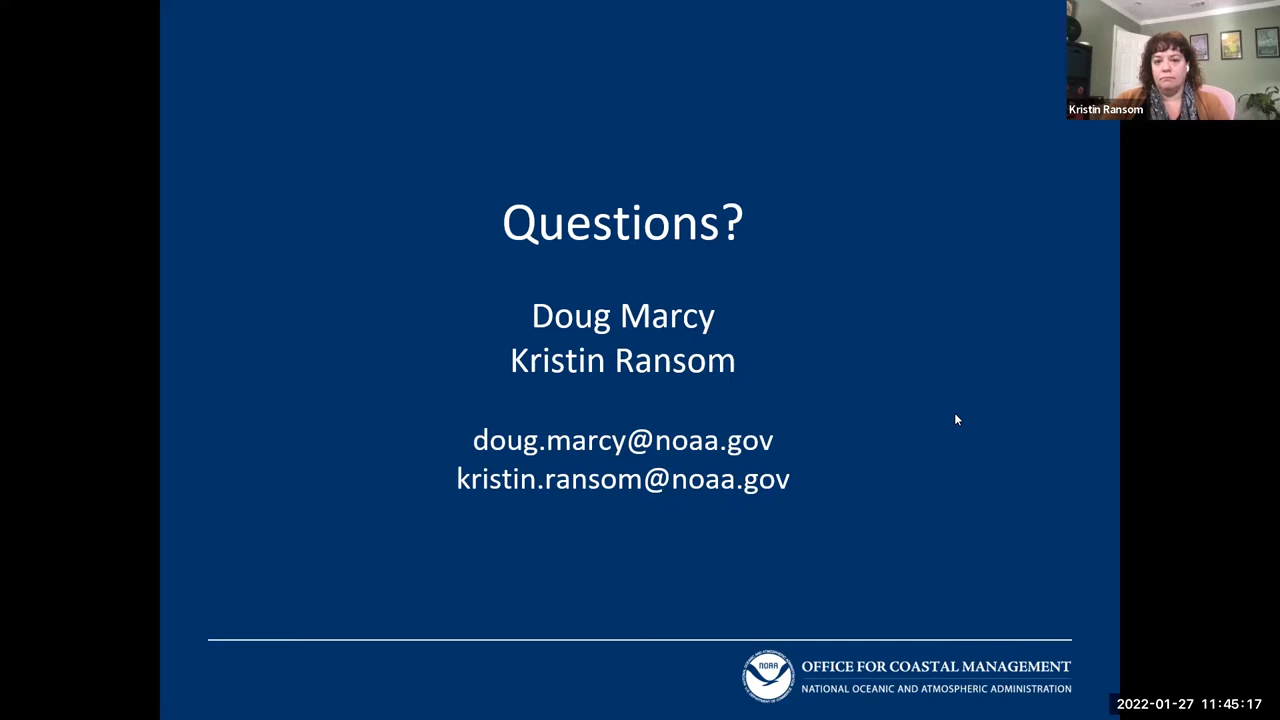 Kristin Ransom
Questions?
Doug Marcy
Kristin Ransom
doug.marcy@noaa.gov
kristin.ransom@noaa.gov
NOAA
OFFICE FOR COASTAL MANAGEMENT
NATIONAL OCEANIC AND ATMOSPHERIC ADMINISTRATION
2022-01-27 11:45:17